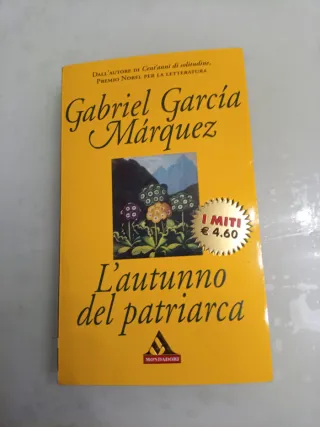 Dall'autore di Cent'anni di solitudine,
Premio Nobel per la letteratura
Gabriel García
Márquez
I MITI
€ 4.60
L'autunno
del patriarca
MONDADORI